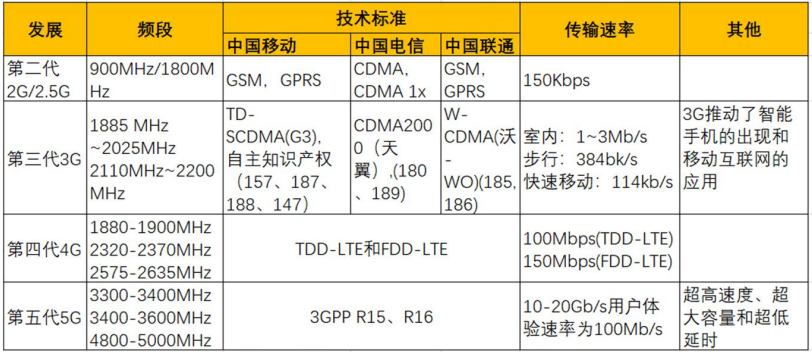 发展
频段
技术标准
中国移动
中国电信
中国联通
传输速率
其他
第二代
2G/2.5G
900MHz/1800M
Hz
GSM，GPRS
CDMA,
CDMA 1x
GSM,
GPRS
150Kbps
第三代3G
1885 MHz
~2025MHz
2110MHz~2200
MHz
TD-
SCDMA(G3),
自主知识产权
（157、187、
188、147）
CDMA200
0（天
翼）,(180
、189)
W-
CDMA(沃
-
WO)(185,
186)
室内：1~3Mb/s
步行：384bk/s
快速移动：114kb/s
3G推动了智能
手机的出现和
移动互联网的
应用
第四代4G
1880-1900MHz
2320-2370MHz
2575-2635MHz
TDD-LTE和FDD-LTE
100Mbps(TDD-LTE)
150Mbps(FDD-LTE)
第五代5G
3300-3400MHz
3400-3600MHz
4800-5000MHz
3GPP R15、R16
10-20Gb/s用户体
验速率为100Mb/s
超高速度、超
大容量和超低
延时